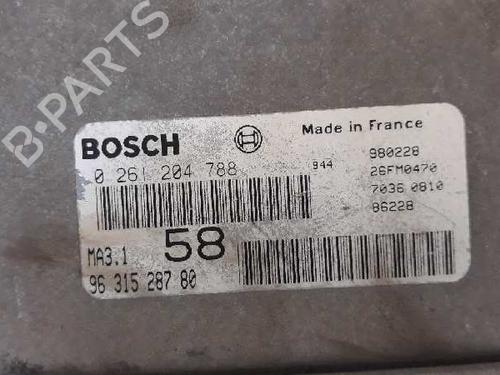 B-PARTS
BOSCH
Made in France
0 261 204 788
944
980228
26FM0470
7036 0810
86228
MA3.1
58
96 315 287 80